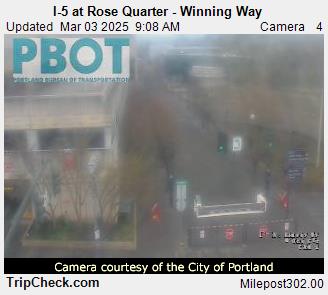 I-5 at Rose Quarter - Winning Way
Updated Mar 03 2025 9:08 AM Camera 4
PBOT
PORTLAND BUREAU OF TRANSPORTATION
Camera courtesy of the City of Portland
TripCheck.com Milepost302.00